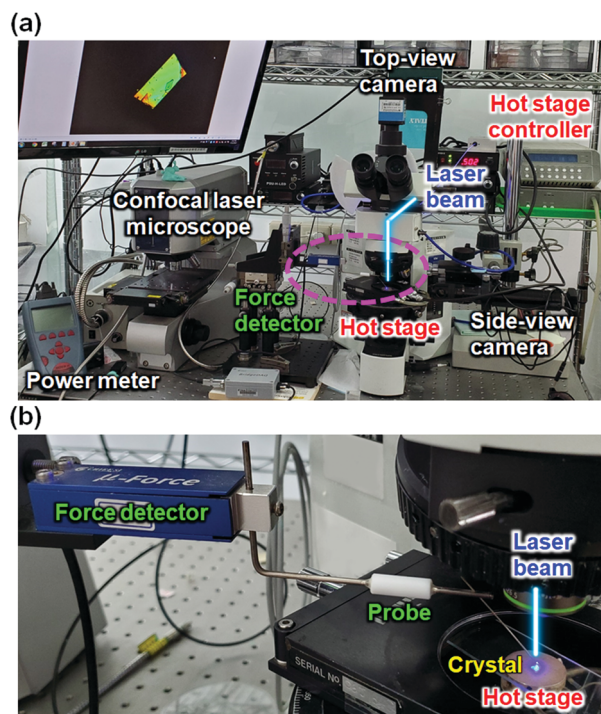 (a)
Top-view
camera
Hot stage
controller
502
Laser
beam
Confocal laser
microscope
Force
detector
Hot stage
Side-view
camera
Power meter
(b)
μ-Force
Force detector
Laser
beam
Probe
Crystal
SERIAL NO
Hot stage